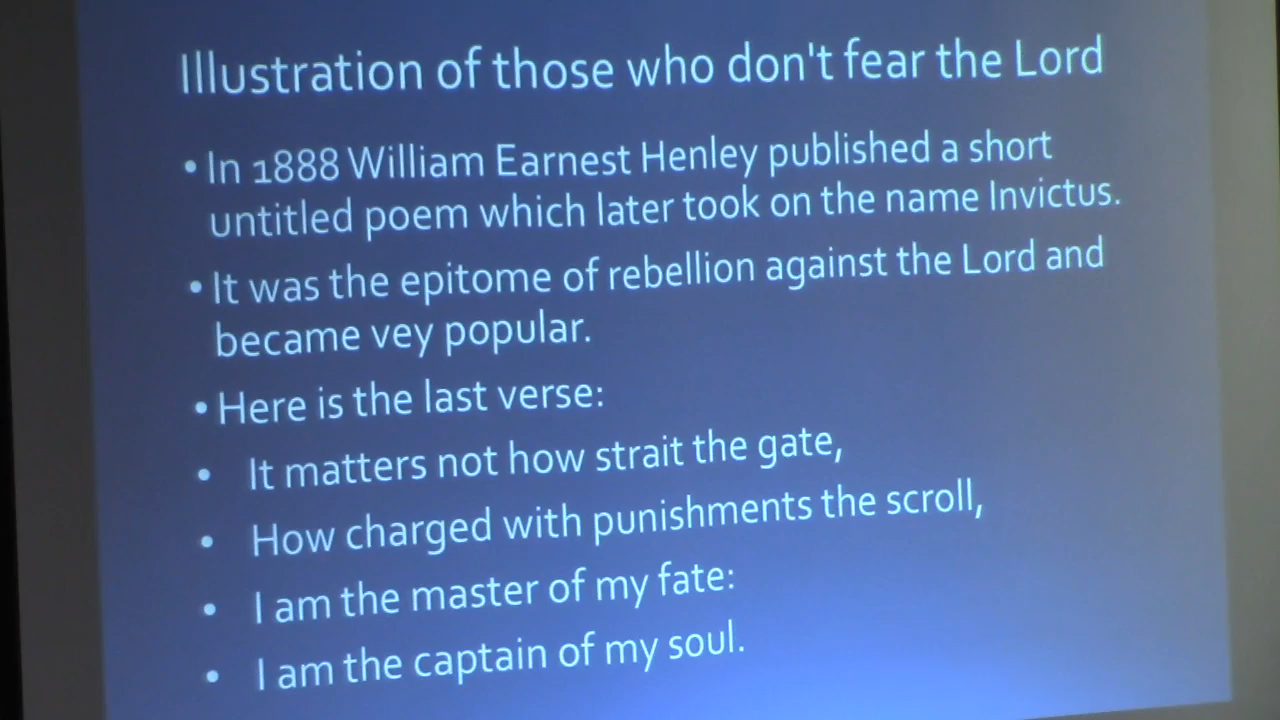 Illustration of those who don't fear the Lord
• In 1888 William Earnest Henley published a short
untitled poem which later took on the name Invictus.
• It was the epitome of rebellion against the Lord and
became vey popular.
• Here is the last verse:
• It matters not how strait the gate,
• How charged with punishments the scroll,
• I am the master of my fate:
• I am the captain of my soul.